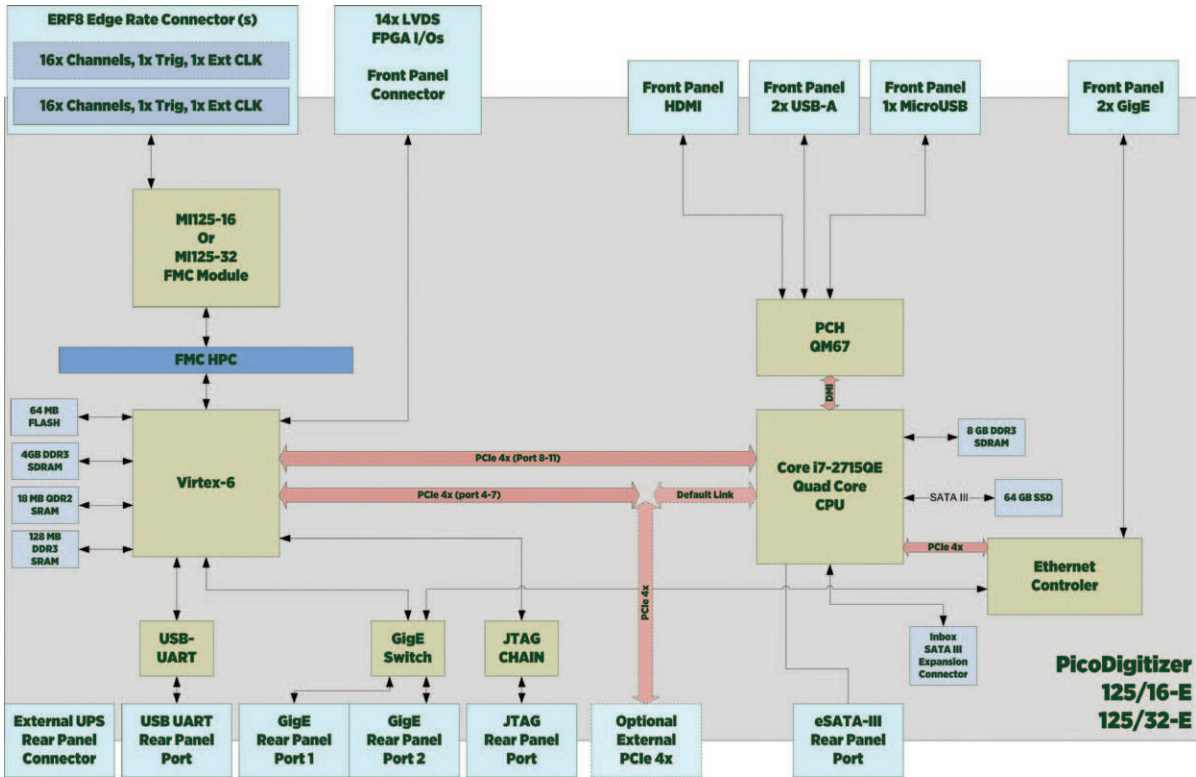 ERF8 Edge Rate Connector (s)
16x Channels, 1x Trig, 1x Ext CLK
16x Channels, 1x Trig, 1x Ext CLK
14x LVDS
FPGA I/Os
Front Panel
Connector
Front Panel
HDMI
Front Panel
2x USB-A
Front Panel
1x MicroUSB
Front Panel
2x GigE
MI125-16
Or
MI125-32
FMC Module
FMC HPC
PCH
QM67
DMI
64 MB
FLASH
4GB DDR3
SDRAM
18 MB QDR2
SRAM
128 MB
DDR3
SRAM
Virtex-6
PCIe 4x (Port 8-11)
PCIe 4x (port 4-7)
Default Link
PCIe 4x
Core i7-2715QE
Quad Core
CPU
8 GB DDR3
SDRAM
SATA III
64 GB SSD
PCIe 4x
Ethernet
Controler
USB-
UART
GigE
Switch
JTAG
CHAIN
Inbox
SATA III
Expansion
Connector
PicoDigitizer
125/16-E
125/32-E
External UPS
Rear Panel
Connector
USB UART
Rear Panel
Port
GigE
Rear Panel
Port 1
GigE
Rear Panel
Port 2
JTAG
Rear Panel
Port
Optional
External
PCIe 4x
eSATA-III
Rear Panel
Port